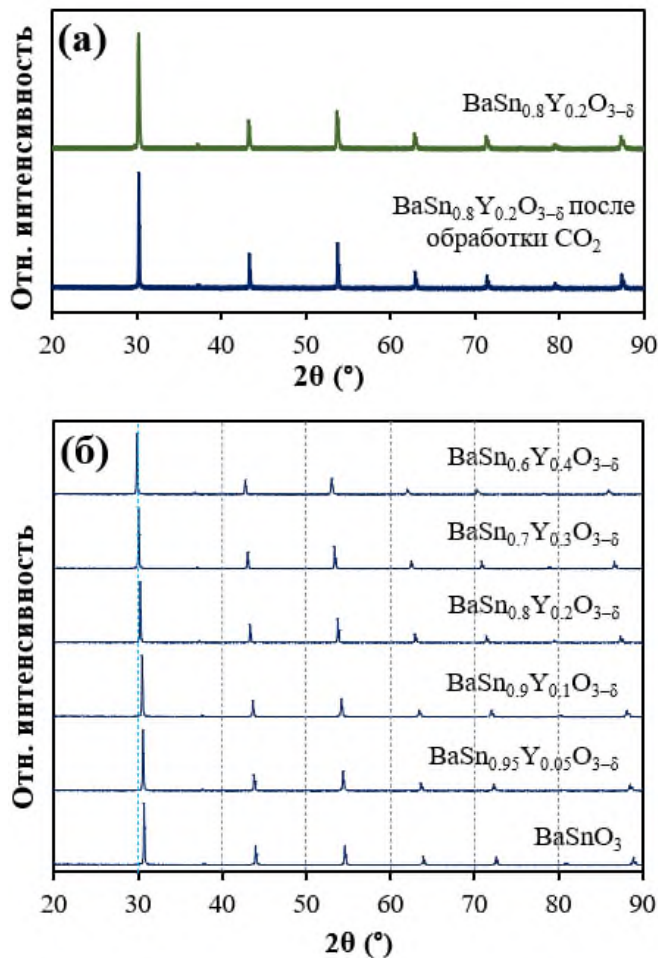 (a)
Отн. интенсивность
BaSn₀.₈Y₀.₂O₃₋δ
BaSn₀.₈Y₀.₂O₃₋δ после
обработки CO₂
20 30 40 50 60 70 80 90
2θ (°)
(б)
Отн. интенсивность
BaSn₀.₆Y₀.₄O₃₋δ
BaSn₀.₇Y₀.₃O₃₋δ
BaSn₀.₈Y₀.₂O₃₋δ
BaSn₀.₉Y₀.₁O₃₋δ
BaSn₀.₉₅Y₀.₀₅O₃₋δ
BaSnO₃
20 30 40 50 60 70 80 90
2θ (°)